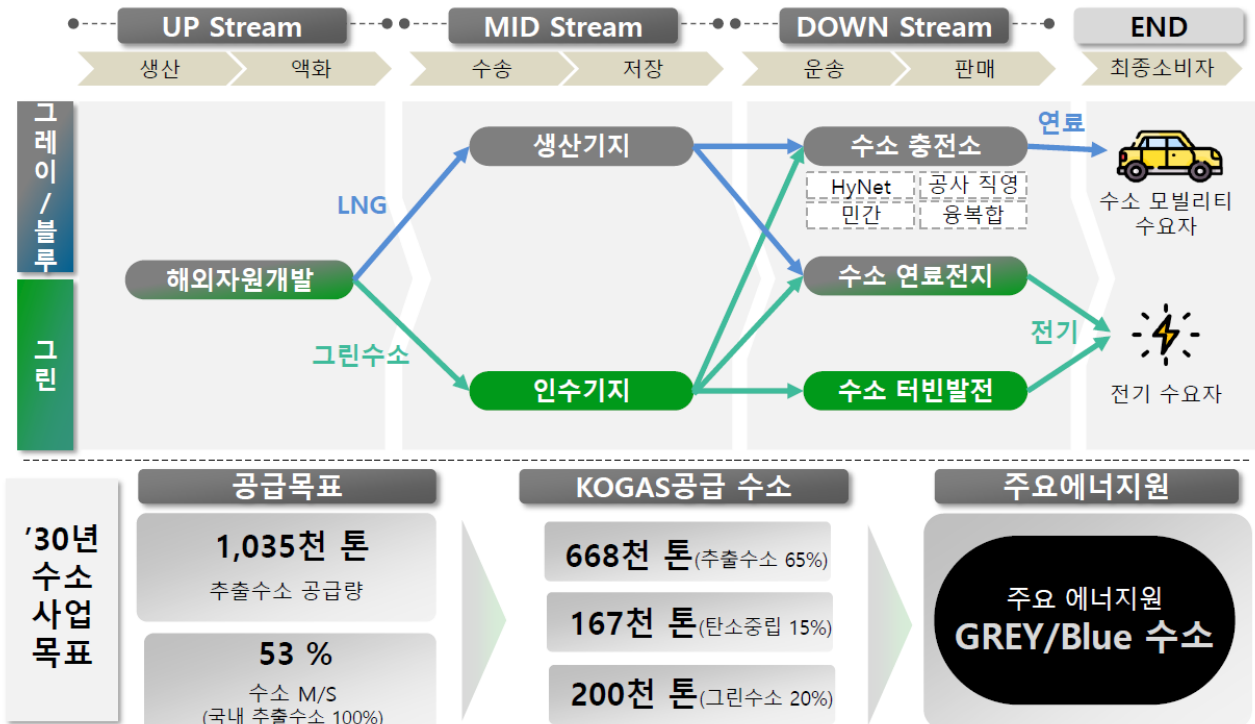 UP Stream
MID Stream
DOWN Stream
END
생산
액화
수송
저장
운송
판매
최종소비자
그레이/블루
그린
해외자원개발
LNG
그린수소
생산기지
인수기지
수소 충전소
HyNet
공사 직영
민간
융복합
수소 연료전지
수소 터빈발전
연료
전기
수소 모빌리티
수요자
전기 수요자
'30년
수소
사업
목표
공급목표
1,035천 톤
추출수소 공급량
53 %
수소 M/S
(국내 추출수소 100%)
KOGAS공급 수소
668천 톤(추출수소 65%)
167천 톤(탄소중립 15%)
200천 톤(그린수소 20%)
주요에너지원
주요 에너지원
GREY/Blue 수소